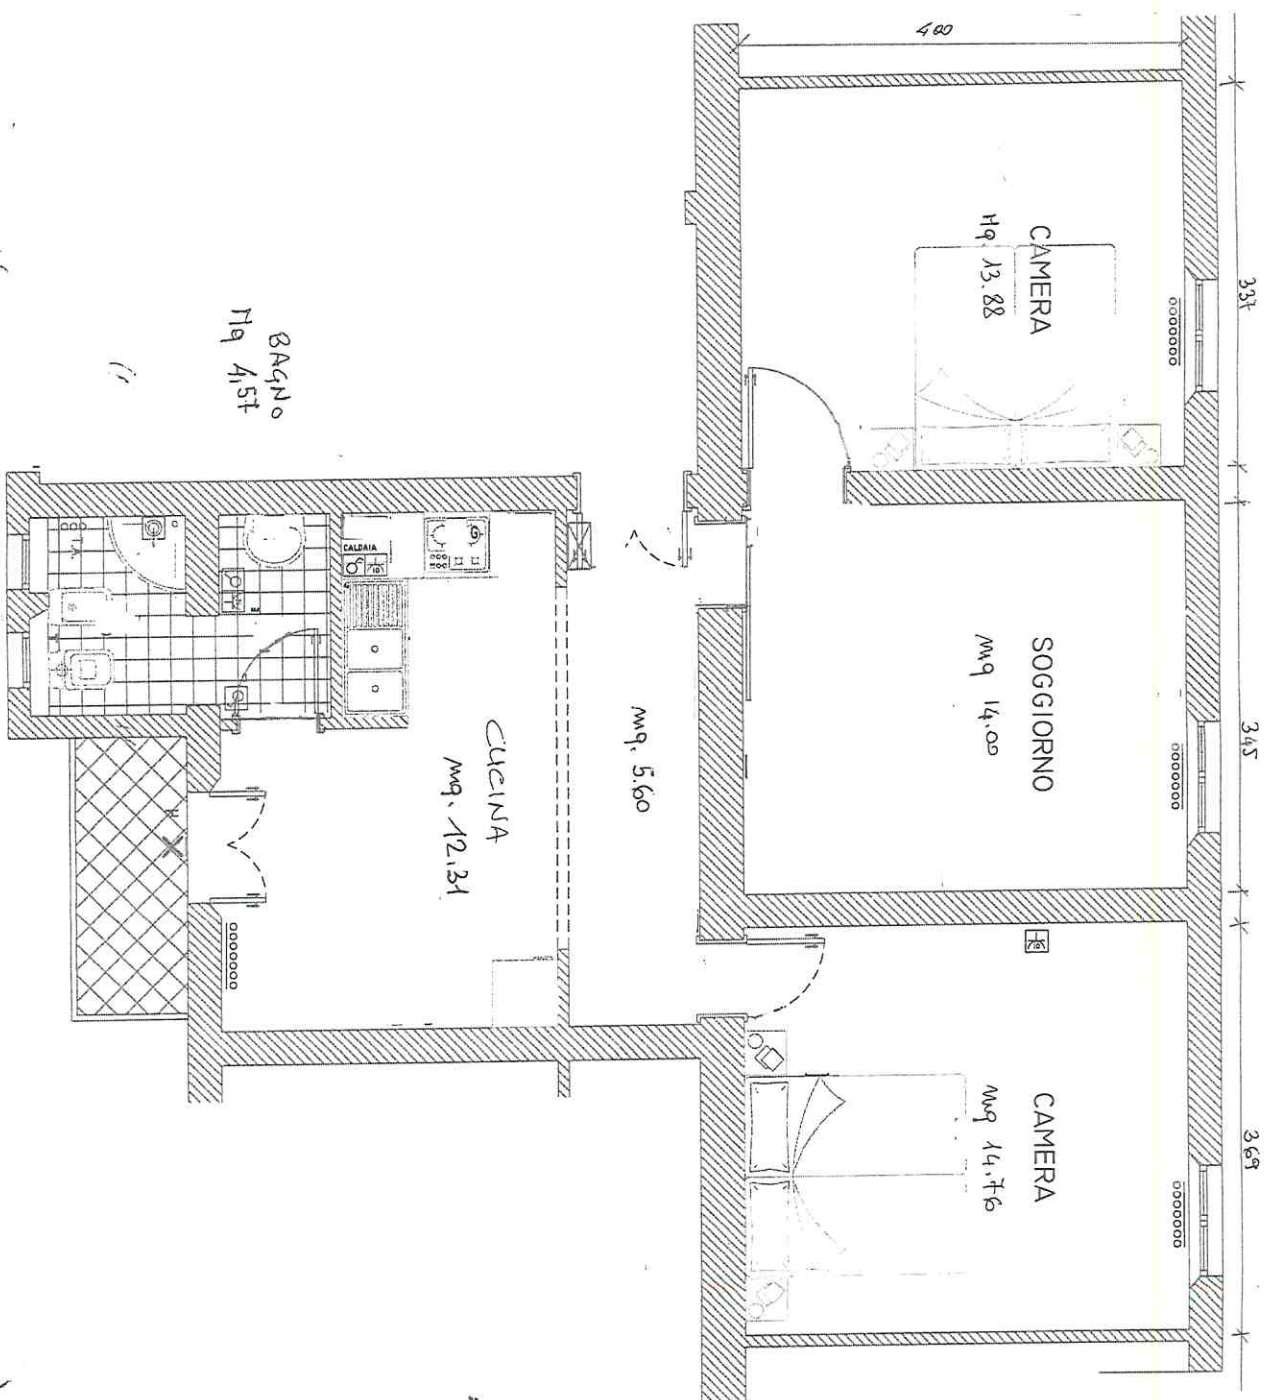 400
337
CAMERA
Mq. 13.88
345
SOGGIORNO
mq 14.00
369
CAMERA
mq 14.76
mq. 5.60
CUCINA
mq. 12.31
CALDAIA
BAGNO
Mq 4,57